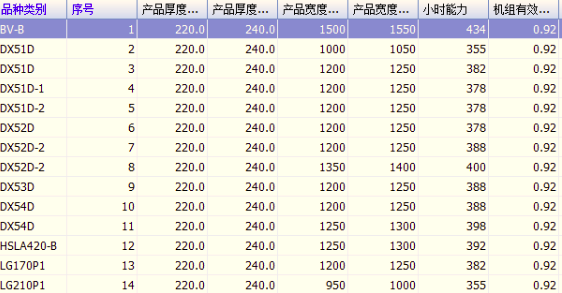 品种类别 序号 产品厚度... 产品厚度... 产品宽度... 产品宽度... 小时能力 机组有效...
BV-B 1 220.0 240.0 1500 1550 434 0.92
DX51D 2 220.0 240.0 1000 1050 355 0.92
DX51D 3 220.0 240.0 1200 1250 382 0.92
DX51D-1 4 220.0 240.0 1200 1250 378 0.92
DX51D-2 5 220.0 240.0 1200 1250 378 0.92
DX52D 6 220.0 240.0 1200 1250 378 0.92
DX52D-2 7 220.0 240.0 1200 1250 388 0.92
DX52D-2 8 220.0 240.0 1350 1400 400 0.92
DX53D 9 220.0 240.0 1200 1250 388 0.92
DX54D 10 220.0 240.0 1200 1250 388 0.92
DX54D 11 220.0 240.0 1250 1300 398 0.92
HSLA420-B 12 220.0 240.0 1250 1300 392 0.92
LG170P1 13 220.0 240.0 1200 1250 382 0.92
LG210P1 14 220.0 240.0 950 1000 355 0.92